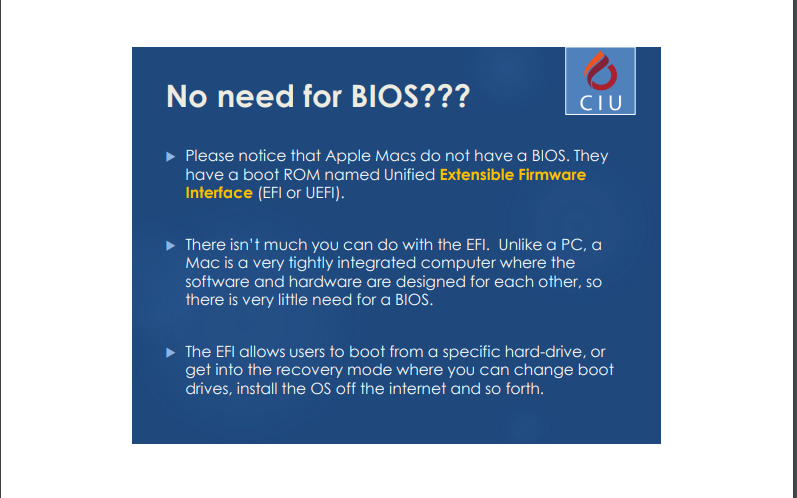 No need for BIOS???
CIU
Please notice that Apple Macs do not have a BIOS. They
have a boot ROM named Unified Extensible Firmware
Interface (EFI or UEFI).
There isn't much you can do with the EFI.  Unlike a PC, a
Mac is a very tightly integrated computer where the
software and hardware are designed for each other, so
there is very little need for a BIOS.
The EFI allows users to boot from a specific hard-drive, or
get into the recovery mode where you can change boot
drives, install the OS off the internet and so forth.